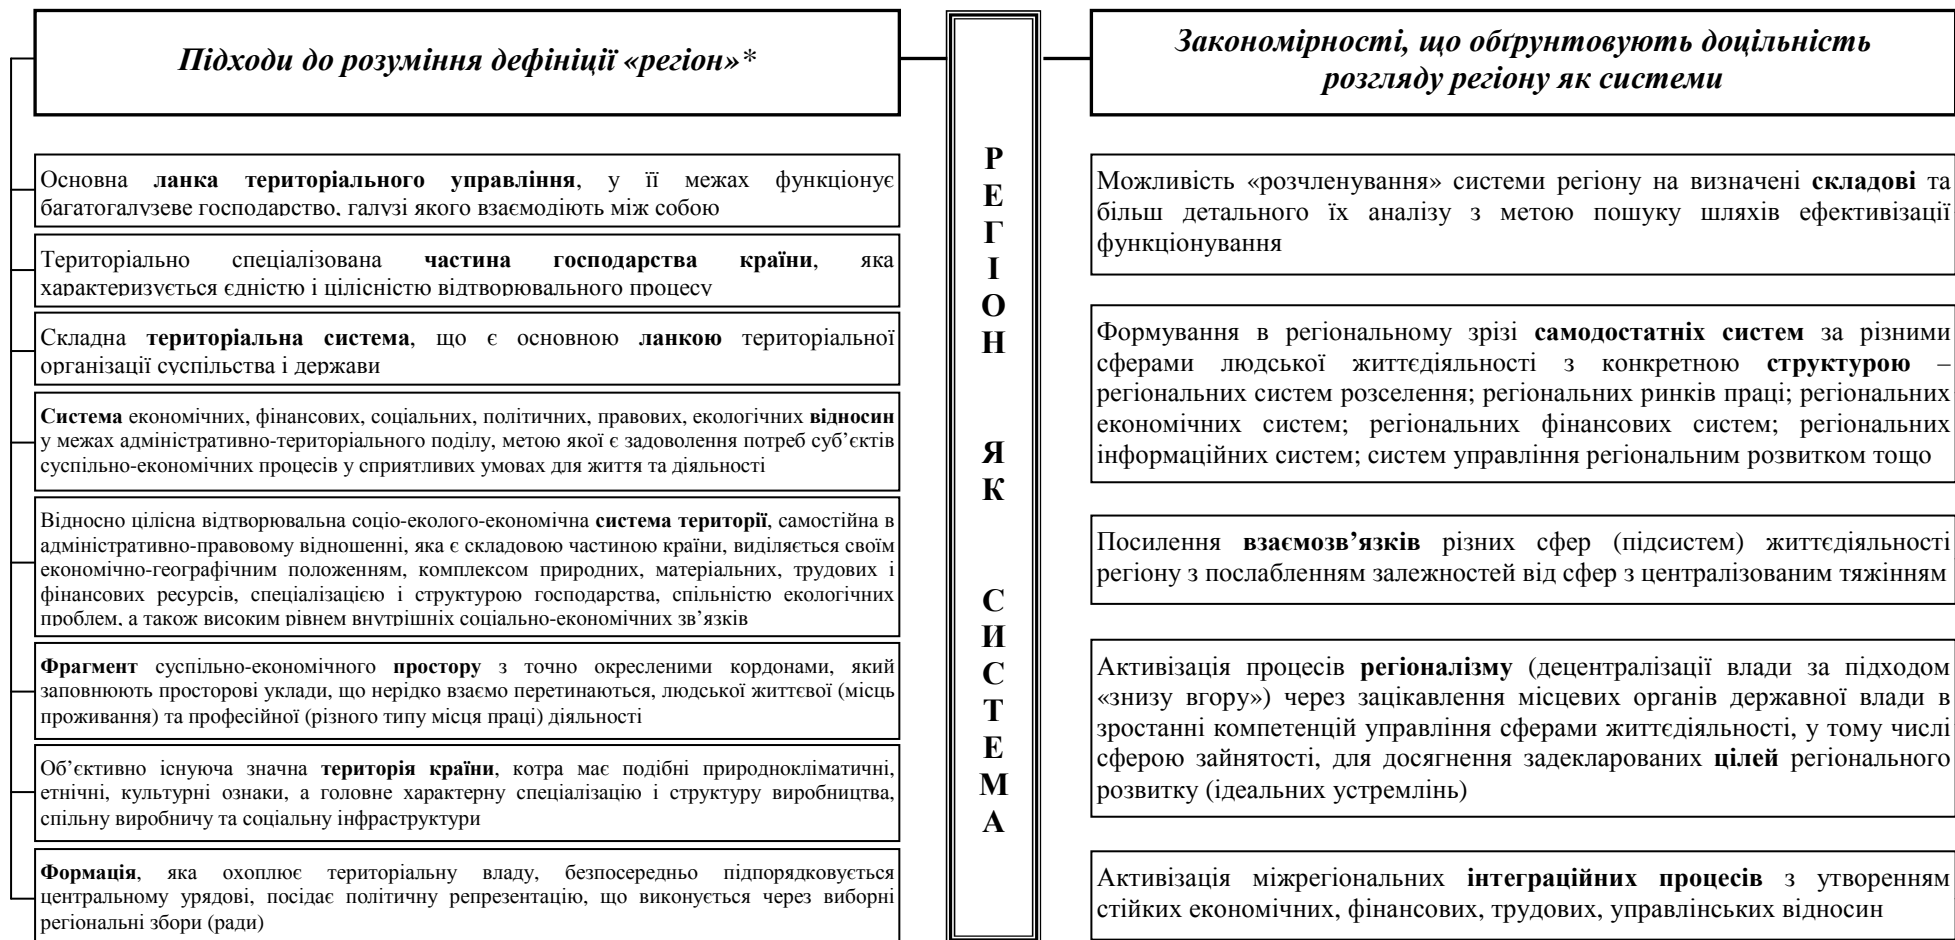 Підходи до розуміння дефініції «регіон»*
Основна ланка територіального управління, у її межах функціонує
багатогалузеве господарство, галузі якого взаємодіють між собою
Територіально спеціалізована частина господарства країни, яка
характеризується єдністю і цілісністю відтворювального процесу
Складна територіальна система, що є основною ланкою територіальної
організації суспільства і держави
Система економічних, фінансових, соціальних, політичних, правових, екологічних відносин
у межах адміністративно-територіального поділу, метою якої є задоволення потреб суб’єктів
суспільно-економічних процесів у сприятливих умовах для життя та діяльності
Відносно цілісна відтворювальна соціо-еколого-економічна система території, самостійна в
адміністративно-правовому відношенні, яка є складовою частиною країни, виділяється своїм
економічно-географічним положенням, комплексом природних, матеріальних, трудових і
фінансових ресурсів, спеціалізацією і структурою господарства, спільністю екологічних
проблем, а також високим рівнем внутрішніх соціально-економічних зв’язків
Фрагмент суспільно-економічного простору з точно окресленими кордонами, який
заповнюють просторові уклади, що нерідко взаємо перетинаються, людської життєвої (місць
проживання) та професійної (різного типу місця праці) діяльності
Об’єктивно існуюча значна територія країни, котра має подібні природнокліматичні,
етнічні, культурні ознаки, а головне характерну спеціалізацію і структуру виробництва,
спільну виробничу та соціальну інфраструктури
Формація, яка охоплює територіальну владу, безпосередньо підпорядковується
центральному урядові, посідає політичну репрезентацію, що виконується через виборні
регіональні збори (ради)
Р
Е
Г
І
О
Н
Я
К
С
И
С
Т
Е
М
А
Закономірності, що обґрунтовують доцільність
розгляду регіону як системи
Можливість «розчленування» системи регіону на визначені складові та
більш детального їх аналізу з метою пошуку шляхів ефективізації
функціонування
Формування в регіональному зрізі самодостатніх систем за різними
сферами людської життєдіяльності з конкретною структурою –
регіональних систем розселення; регіональних ринків праці; регіональних
економічних систем; регіональних фінансових систем; регіональних
інформаційних систем; систем управління регіональним розвитком тощо
Посилення взаємозв’язків різних сфер (підсистем) життєдіяльності
регіону з послабленням залежностей від сфер з централізованим тяжінням
Активізація процесів регіоналізму (децентралізації влади за підходом
«знизу вгору») через зацікавлення місцевих органів державної влади в
зростанні компетенцій управління сферами життєдіяльності, у тому числі
сферою зайнятості, для досягнення задекларованих цілей регіонального
розвитку (ідеальних устремлінь)
Активізація міжрегіональних інтеграційних процесів з утворенням
стійких економічних, фінансових, трудових, управлінських відносин